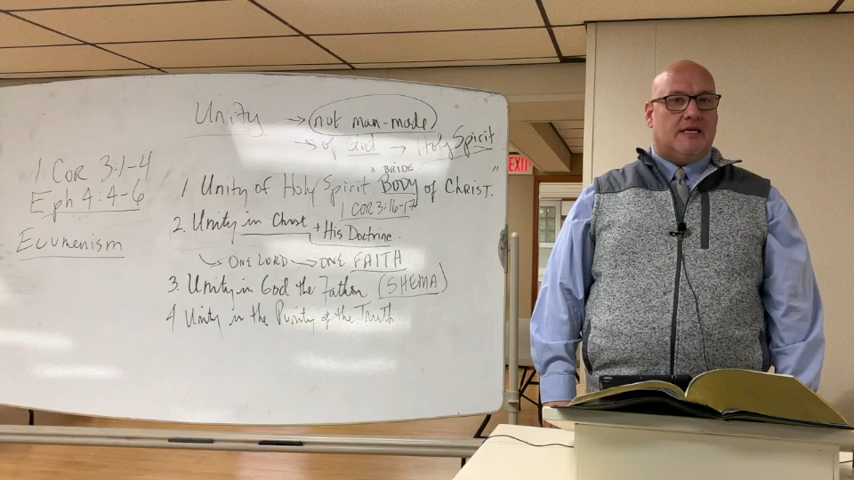 Unity → not man-made
→ of God → Holy Spirit
1 Cor 3:1-4
Eph 4:4-6
Ecumenism
BRIDE
1 Unity of Holy Spirit "BODY of Christ."
1 COR 3:16-17
2. Unity in Christ + His Doctrine.
↳ ONE LORD → ONE FAITH
3. Unity in God the Father (SHEMA)
4 Unity in the Purity of the Truth
EXIT